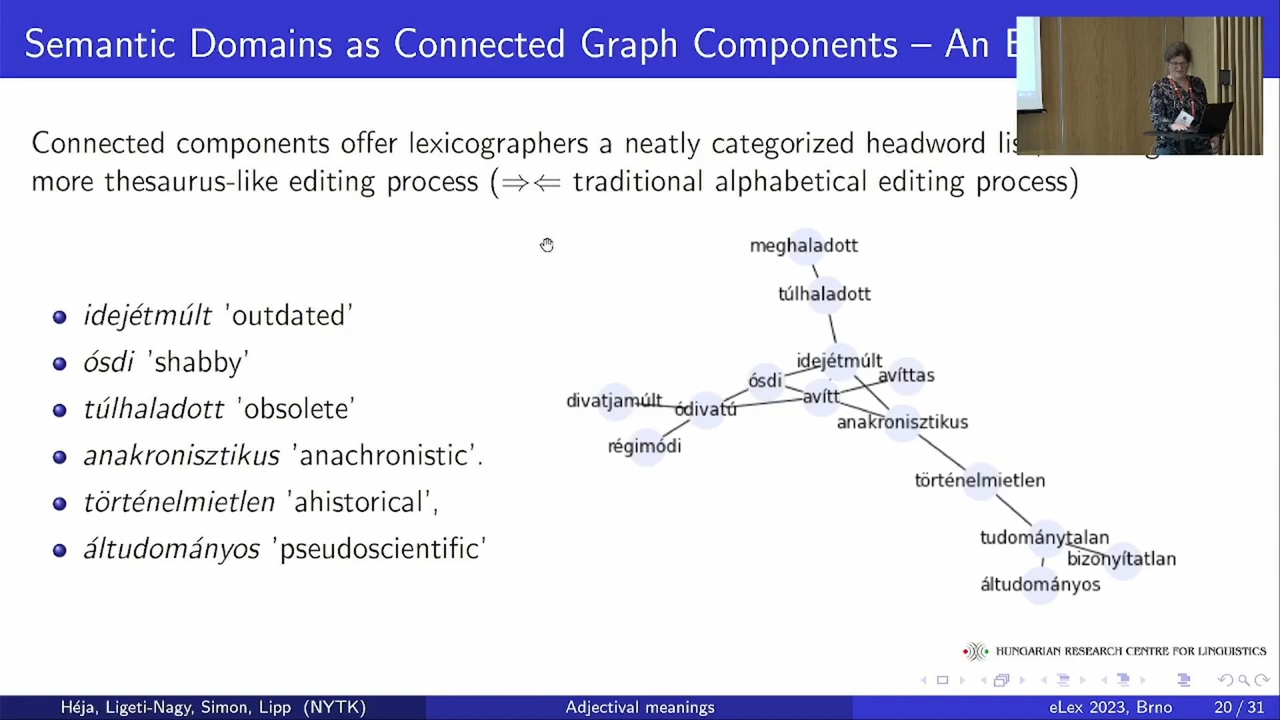 Semantic Domains as Connected Graph Components – An
Connected components offer lexicographers a neatly categorized headword
more thesaurus-like editing process (⇒⇐ traditional alphabetical editing process)
• idejétmúlt 'outdated'
• ósdi 'shabby'
• túlhaladott 'obsolete'
• anakronisztikus 'anachronistic'.
• történelmietlen 'ahistorical',
• áltudományos 'pseudoscientific'
meghaladott
túlhaladott
idejétmúlt
avíttas
ósdi
avítt
divatjamúlt
ódivatú
anakronisztikus
régimódi
történelmietlen
tudománytalan
bizonyítatlan
áltudományos
HUNGARIAN RESEARCH CENTRE FOR LINGUISTICS
Héja, Ligeti-Nagy, Simon, Lipp (NYTK) Adjectival meanings eLex 2023, Brno 20 / 31